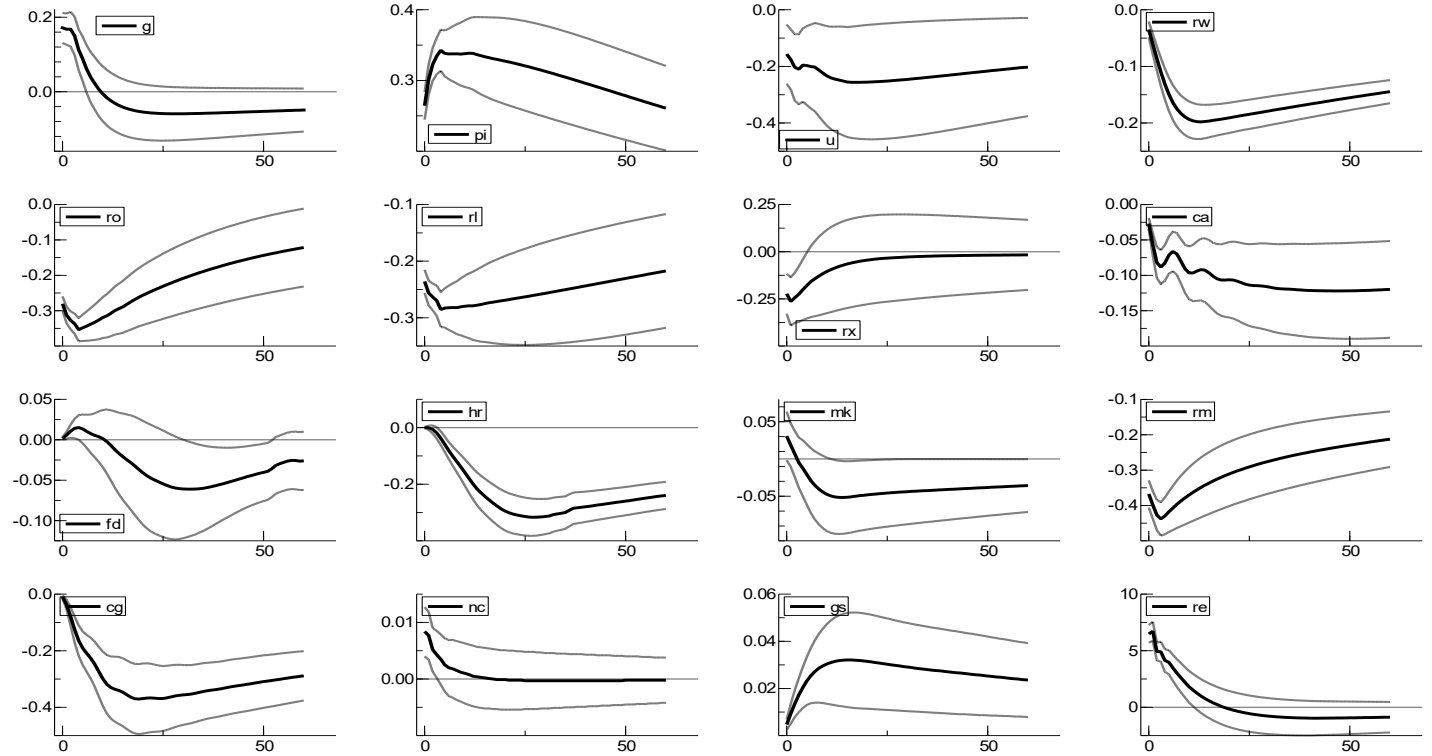 0.2 g 0.4 pi 0.0 u 0.0 rw
0.0 0.3 -0.2 -0.1
-0.4 -0.2
0 50 0 50 0 50 0 50
0.0 ro -0.1 rl 0.25 rx 0.00 ca
-0.1 0.00 -0.05
-0.2 -0.10
-0.3 -0.3 -0.25 -0.15
0 50 0 50 0 50 0 50
0.05 fd 0.0 hr 0.05 mk -0.1 rm
0.00 -0.2
-0.05 -0.2 -0.05 -0.3
-0.10 -0.4
0 50 0 50 0 50 0 50
0.0 cg 0.01 nc 0.06 gs 10 re
-0.2 0.04 5
-0.4 0.00 0.02 0
0 50 0 50 0 50 0 50